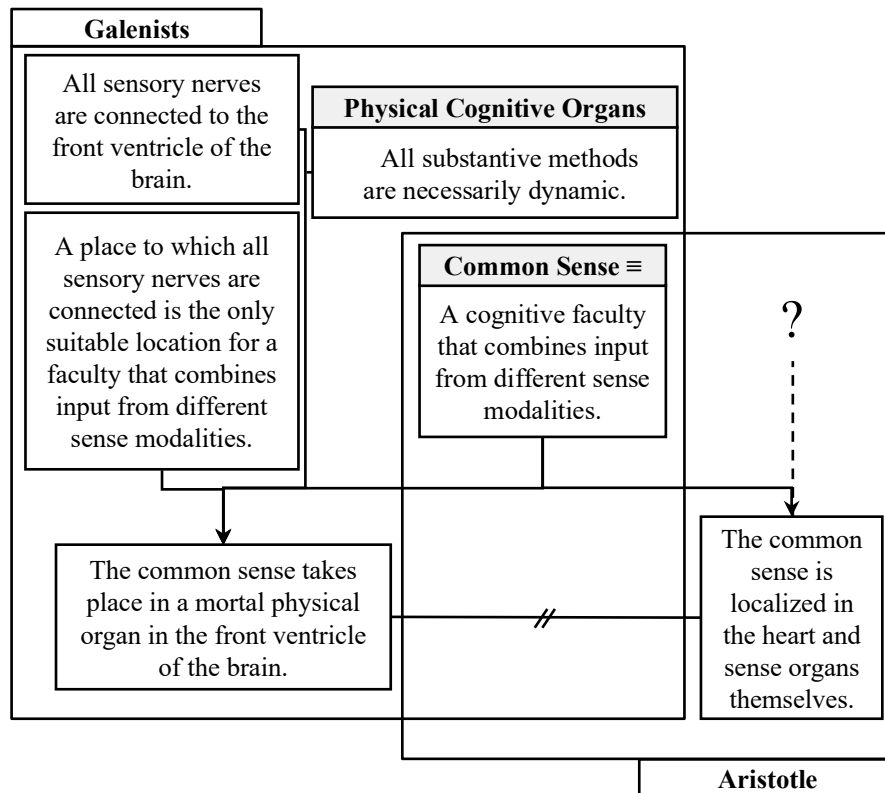 Galenists
All sensory nerves
are connected to the
front ventricle of the
brain.
Physical Cognitive Organs
All substantive methods
are necessarily dynamic.
A place to which all
sensory nerves are
connected is the only
suitable location for a
faculty that combines
input from different
sense modalities.
Common Sense ≡
A cognitive faculty
that combines input
from different sense
modalities.
?
The common sense takes
place in a mortal physical
organ in the front ventricle
of the brain.
//
The common
sense is
localized in
the heart and
sense organs
themselves.
Aristotle